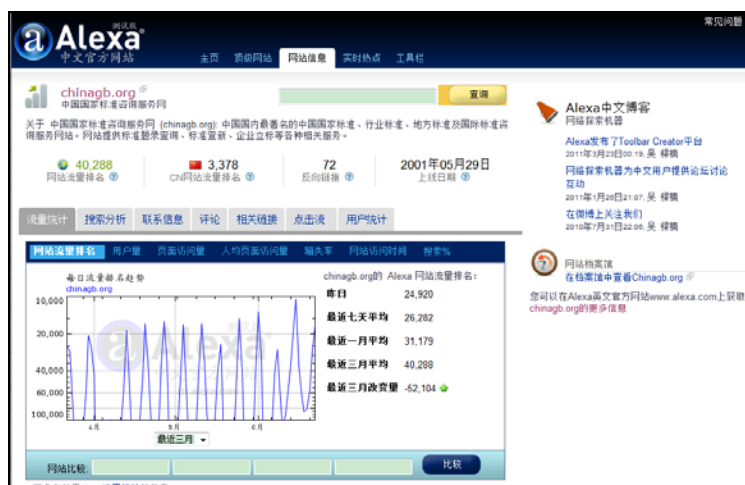 常见问题
Alexa 测试版
中文官方网站
主页 顶级网站 网站信息 实时热点 工具栏
chinagb.org
中国国家标准咨询服务网
查询
关于 中国国家标准咨询服务网 (chinagb.org): 中国国内最著名的中国国家标准、行业标准、地方标准及国际标准咨
询服务网站。网站提供标准题录查询、标准查新、企业立标等各种相关服务。
40,288 3,378 72 2001年05月29日
网站流量排名 CN网站流量排名 反向链接 上线日期
流量统计 搜索分析 联系信息 评论 相关链接 点击流 用户统计
网站流量排名 用户量 页面访问量 人均页面访问量 网站访问时间 搜索%
每日流量排名趋势
chinagb.org
10,000
20,000
40,000
60,000
100,000
4月 5月 6月
最近三月
chinagb.org的 Alexa 网站流量排名:
昨日 24,920
最近七天平均 26,282
最近一月平均 31,179
最近三月平均 40,288
最近三月改变量 -52,104
网站比较: 比较
Alexa中文博客
网络探索机器
Alexa发布了Toolbar Creator平台
2011年3月23日00:19, 吴
网络探索机器为中文用户提供论坛讨论
互动
2011年1月26日21:07, 吴
在微博上关注我们
2010年7月31日22:06, 吴
网站档案馆
在档案馆中查看Chinagb.org
您可以在Alexa英文官方网站www.alexa.com上获取
chinagb.org的更多信息